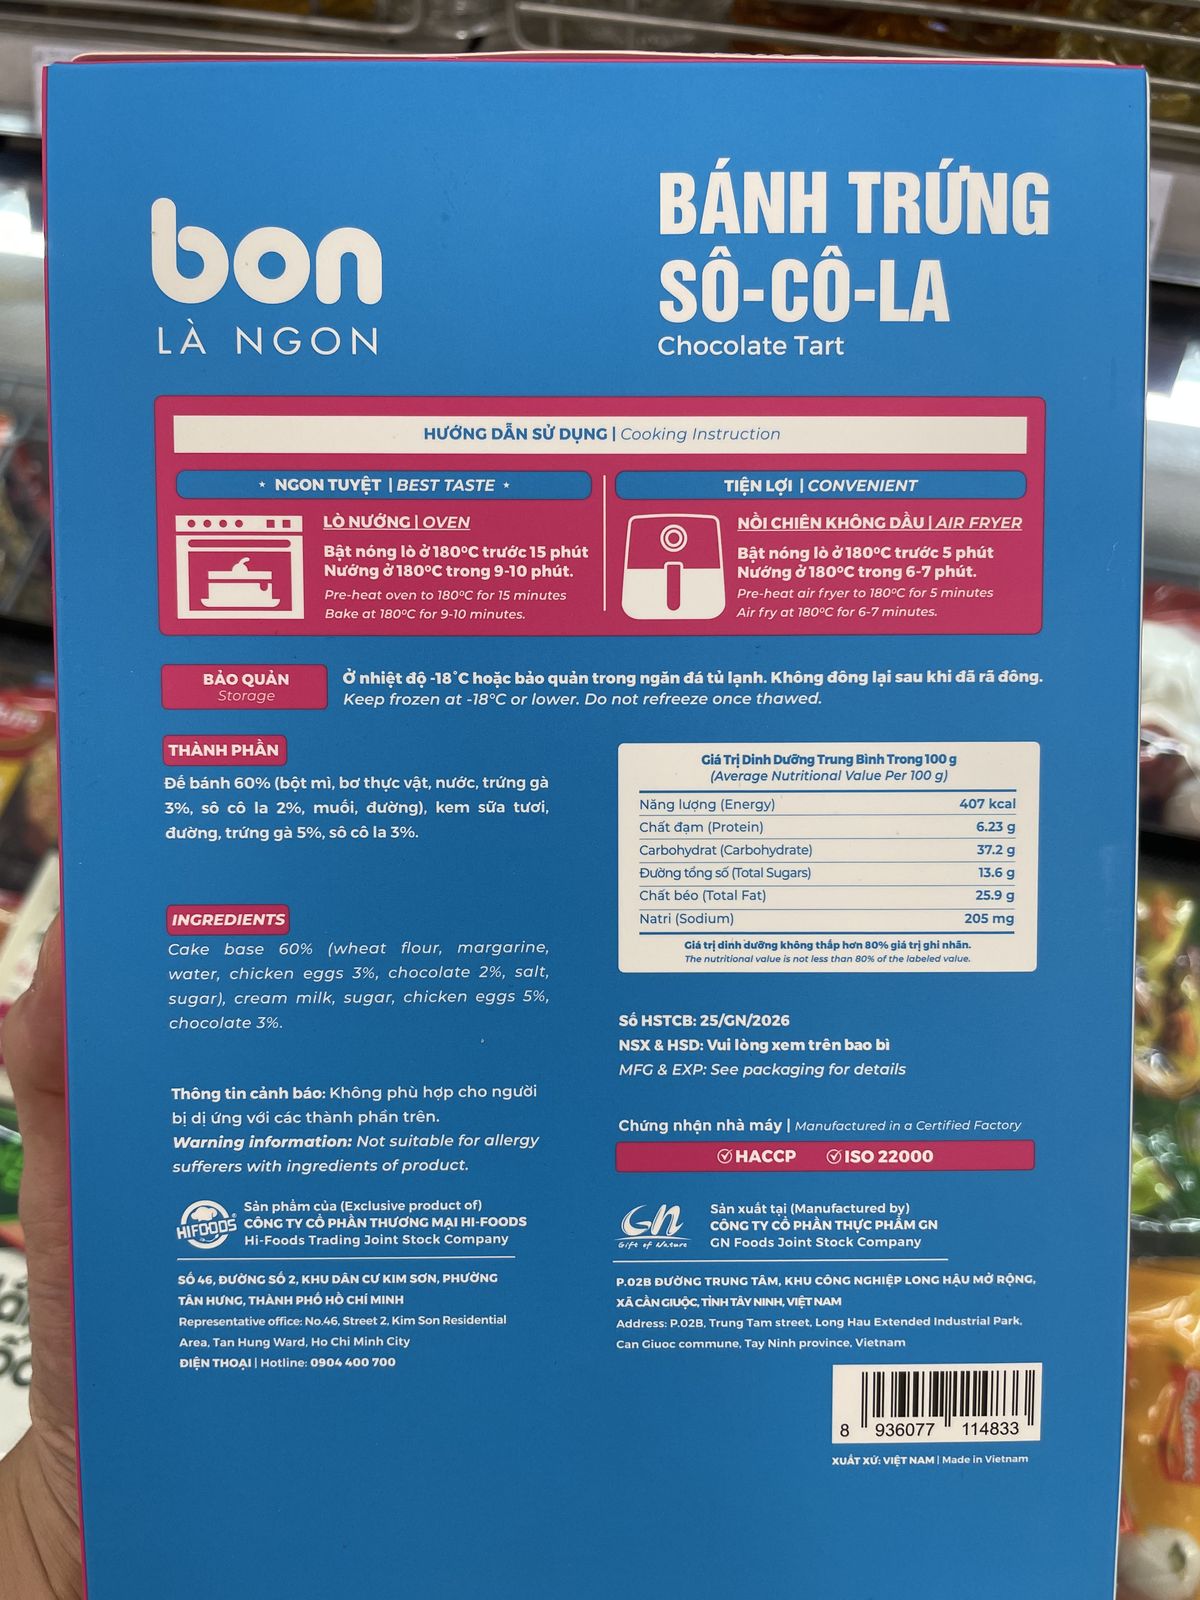 bon
LÀ NGON
BÁNH TRỨNG
SÔ-CÔ-LA
Chocolate Tart
HƯỚNG DẪN SỬ DỤNG | Cooking Instruction
NGON TUYỆT | BEST TASTE
LÒ NƯỚNG | OVEN
Bật nóng lò ở 180°C trước 15 phút
Nướng ở 180°C trong 9-10 phút.
Pre-heat oven to 180°C for 15 minutes
Bake at 180°C for 9-10 minutes.
TIỆN LỢI | CONVENIENT
NỒI CHIÊN KHÔNG DẦU | AIR FRYER
Bật nóng lò ở 180°C trước 5 phút
Nướng ở 180°C trong 6-7 phút.
Pre-heat air fryer to 180°C for 5 minutes
Air fry at 180°C for 6-7 minutes.
BẢO QUẢN
Storage
Ở nhiệt độ -18°C hoặc bảo quản trong ngăn đá tủ lạnh. Không đông lại sau khi đã rã đông.
Keep frozen at -18°C or lower. Do not refreeze once thawed.
THÀNH PHẦN
Đế bánh 60% (bột mì, bơ thực vật, nước, trứng gà
3%, sô cô la 2%, muối, đường), kem sữa tươi,
đường, trứng gà 5%, sô cô la 3%.
INGREDIENTS
Cake base 60% (wheat flour, margarine,
water, chicken eggs 3%, chocolate 2%, salt,
sugar), cream milk, sugar, chicken eggs 5%,
chocolate 3%.
Thông tin cảnh báo: Không phù hợp cho người
bị dị ứng với các thành phần trên.
Warning information: Not suitable for allergy
sufferers with ingredients of product.
Giá Trị Dinh Dưỡng Trung Bình Trong 100 g
(Average Nutritional Value Per 100 g)
Năng lượng (Energy) 407 kcal
Chất đạm (Protein) 6.23 g
Carbohydrat (Carbohydrate) 37.2 g
Đường tổng số (Total Sugars) 13.6 g
Chất béo (Total Fat) 25.9 g
Natri (Sodium) 205 mg
Giá trị dinh dưỡng không thấp hơn 80% giá trị ghi nhãn.
The nutritional value is not less than 80% of the labeled value.
Số HSTCB: 25/GN/2026
NSX & HSD: Vui lòng xem trên bao bì
MFG & EXP: See packaging for details
Chứng nhận nhà máy | Manufactured in a Certified Factory
HACCP ISO 22000
HIFOODS®
Sản phẩm của (Exclusive product of)
CÔNG TY CỔ PHẦN THƯƠNG MẠI HI-FOODS
Hi-Foods Trading Joint Stock Company
SỐ 46, ĐƯỜNG SỐ 2, KHU DÂN CƯ KIM SƠN, PHƯỜNG
TÂN HƯNG, THÀNH PHỐ HỒ CHÍ MINH
Representative office: No.46, Street 2, Kim Son Residential
Area, Tan Hung Ward, Ho Chi Minh City
ĐIỆN THOẠI | Hotline: 0904 400 700
GN
Gift of Nature
Sản xuất tại (Manufactured by)
CÔNG TY CỔ PHẦN THỰC PHẨM GN
GN Foods Joint Stock Company
P.02B ĐƯỜNG TRUNG TÂM, KHU CÔNG NGHIỆP LONG HẬU MỞ RỘNG,
XÃ CẦN GIUỘC, TỈNH TÂY NINH, VIỆT NAM
Address: P.02B, Trung Tam street, Long Hau Extended Industrial Park,
Can Giuoc commune, Tay Ninh province, Vietnam
8 936077 114833
XUẤT XỨ: VIỆT NAM | Made in Vietnam